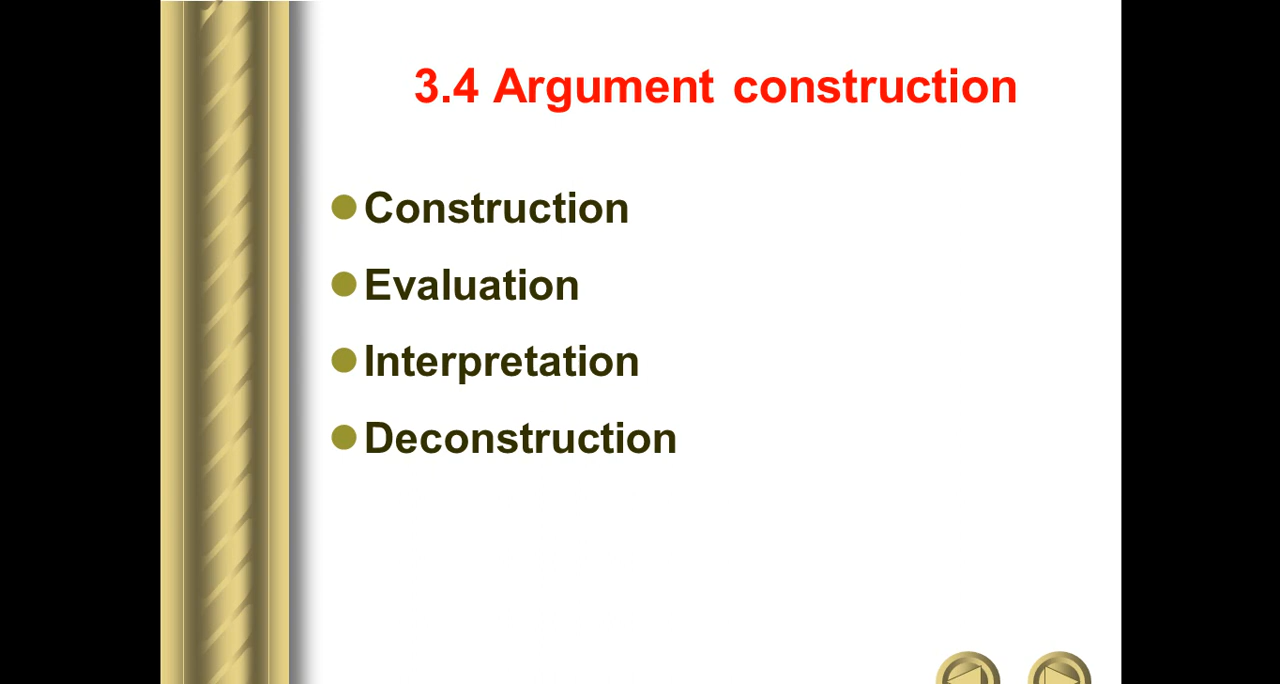 3.4 Argument construction
Construction
Evaluation
Interpretation
Deconstruction